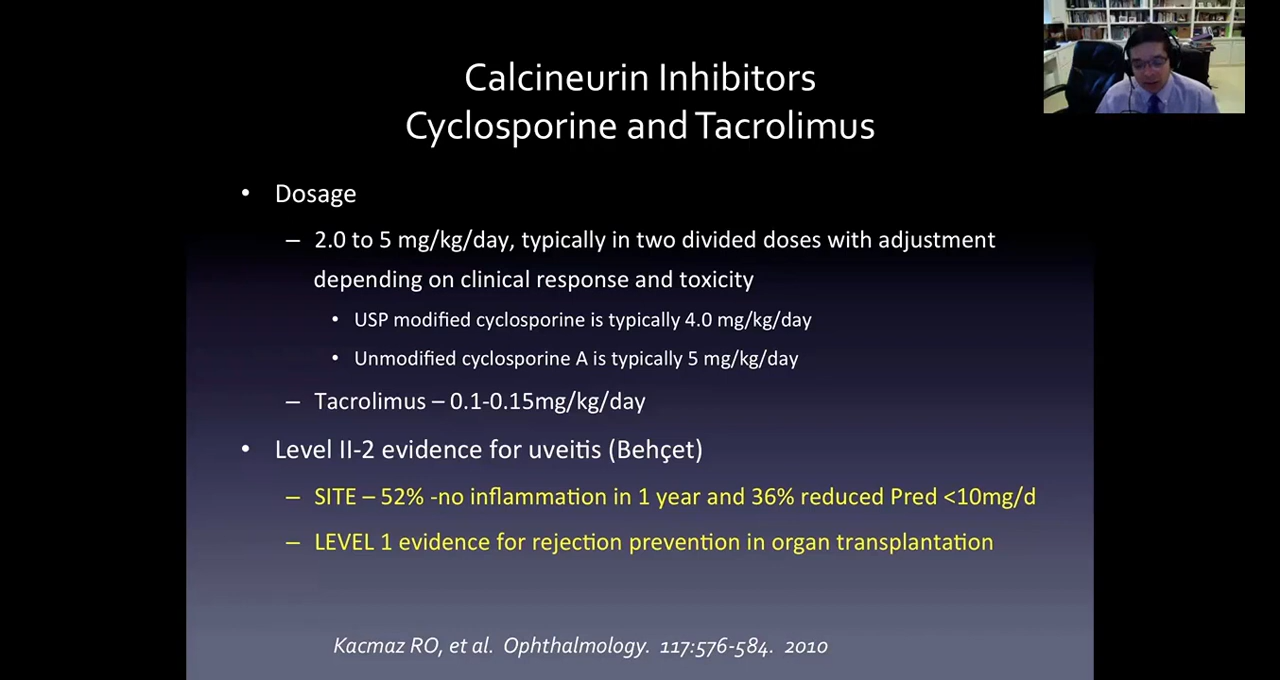 Calcineurin Inhibitors
Cyclosporine and Tacrolimus
• Dosage
– 2.0 to 5 mg/kg/day, typically in two divided doses with adjustment
depending on clinical response and toxicity
• USP modified cyclosporine is typically 4.0 mg/kg/day
• Unmodified cyclosporine A is typically 5 mg/kg/day
– Tacrolimus – 0.1-0.15mg/kg/day
• Level II-2 evidence for uveitis (Behçet)
– SITE – 52% -no inflammation in 1 year and 36% reduced Pred <10mg/d
– LEVEL 1 evidence for rejection prevention in organ transplantation
Kacmaz RO, et al. Ophthalmology. 117:576-584. 2010